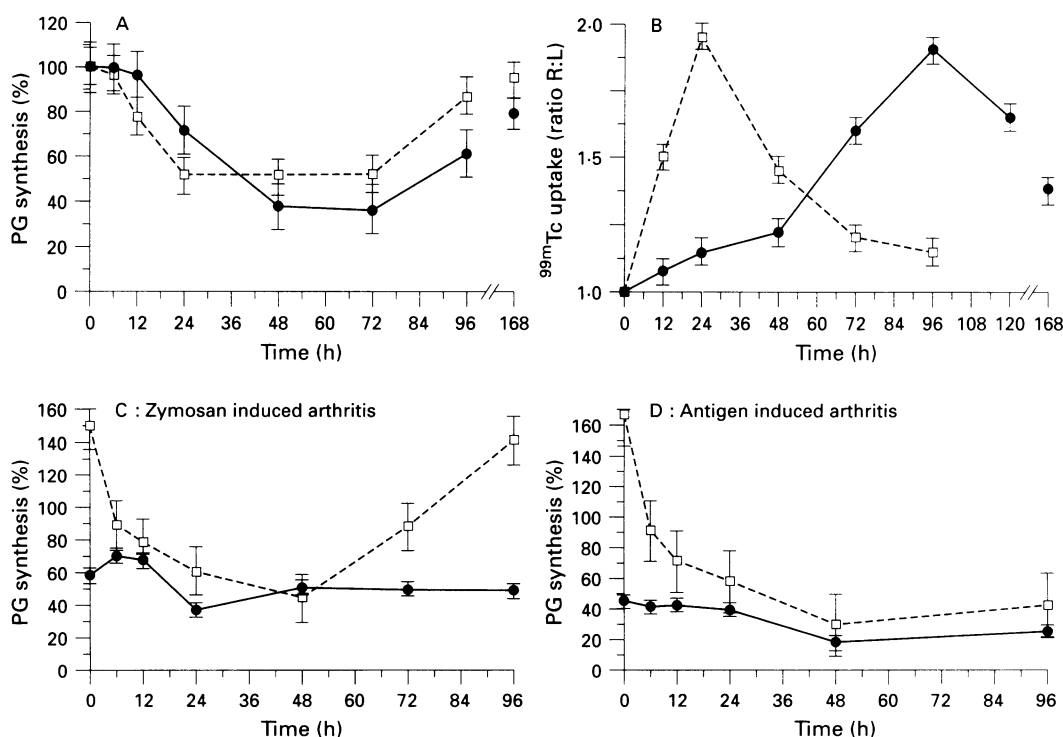 A
PG synthesis (%)
120
100
80
60
40
20
0
0 12 24 36 48 60 72 84 96 168
Time (h)
B
99mTc uptake (ratio R:L)
2·0
1·5
1·0
0 12 24 36 48 60 72 84 96 108 120 168
Time (h)
C : Zymosan induced arthritis
PG synthesis (%)
160
140
120
100
80
60
40
20
0
0 12 24 36 48 60 72 84 96
Time (h)
D : Antigen induced arthritis
PG synthesis (%)
160
140
120
100
80
60
40
20
0
0 12 24 36 48 60 72 84 96
Time (h)